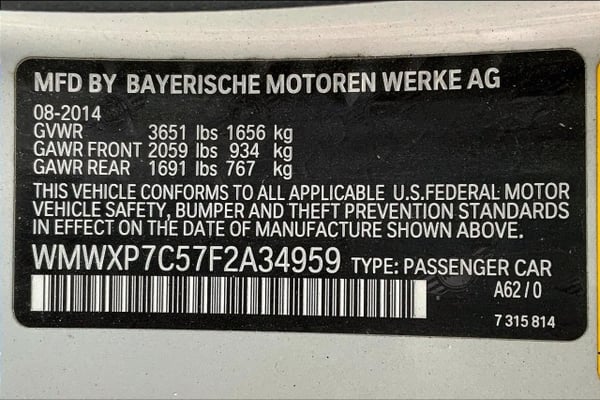 MFD BY BAYERISCHE MOTOREN WERKE AG
08-2014
GVWR 3651 lbs 1656 kg
GAWR FRONT 2059 lbs 934 kg
GAWR REAR 1691 lbs 767 kg
THIS VEHICLE CONFORMS TO ALL APPLICABLE U.S.FEDERAL MOTOR
VEHICLE SAFETY, BUMPER AND THEFT PREVENTION STANDARDS
IN EFFECT ON THE DATE OF MANUFACTURE SHOWN ABOVE.
WMWXP7C57F2A34959 TYPE: PASSENGER CAR
A62/0
7 315 814